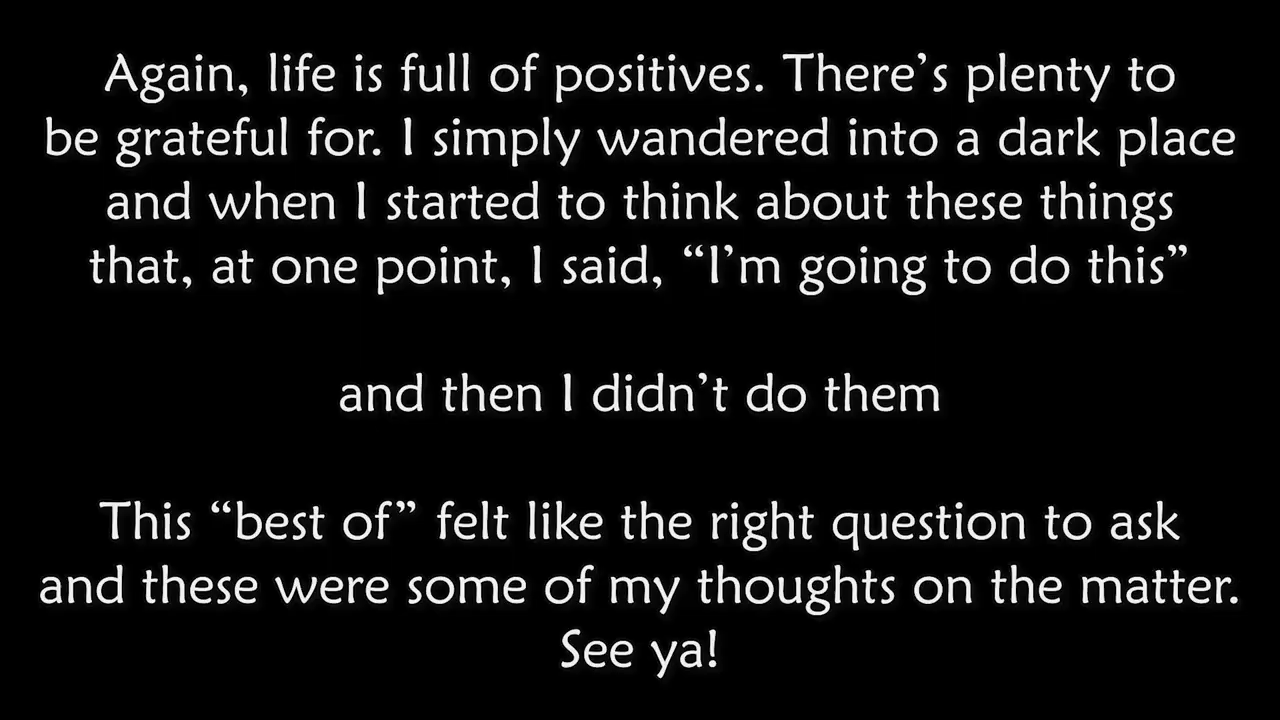 Again, life is full of positives. There’s plenty to
be grateful for. I simply wandered into a dark place
and when I started to think about these things
that, at one point, I said, “I’m going to do this”
and then I didn’t do them
This “best of” felt like the right question to ask
and these were some of my thoughts on the matter.
See ya!